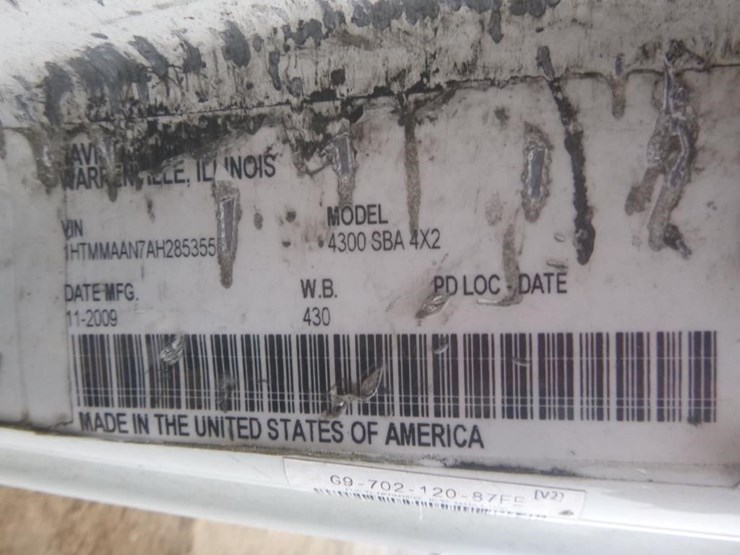 WARRENVILLE, ILLINOIS
VIN MODEL
1HTMMAAN7AH285355 4300 SBA 4X2
DATE MFG. W.B. PD LOC - DATE
11-2009 430
MADE IN THE UNITED STATES OF AMERICA
G9-702-120-87FE [V2]